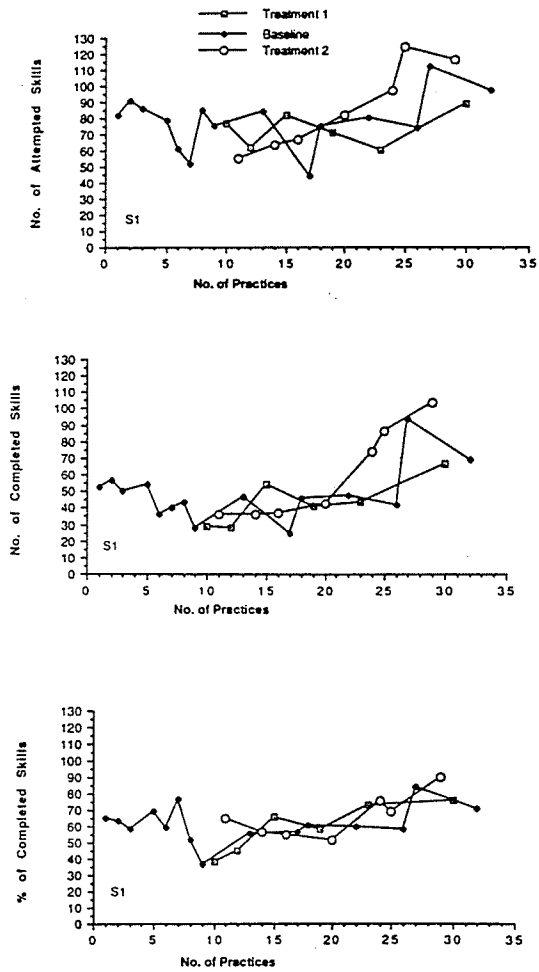 Treatment 1
Baseline
Treatment 2
No. of Attempted Skills
130
120
110
100
90
80
70
60
50
40
30
20
10
0
S1
0 5 10 15 20 25 30 35
No. of Practices
No. of Completed Skills
130
120
110
100
90
80
70
60
50
40
30
20
10
0
S1
0 5 10 15 20 25 30 35
No. of Practices
% of Completed Skills
130
120
110
100
90
80
70
60
50
40
30
20
10
0
S1
0 5 10 15 20 25 30 35
No. of Practices